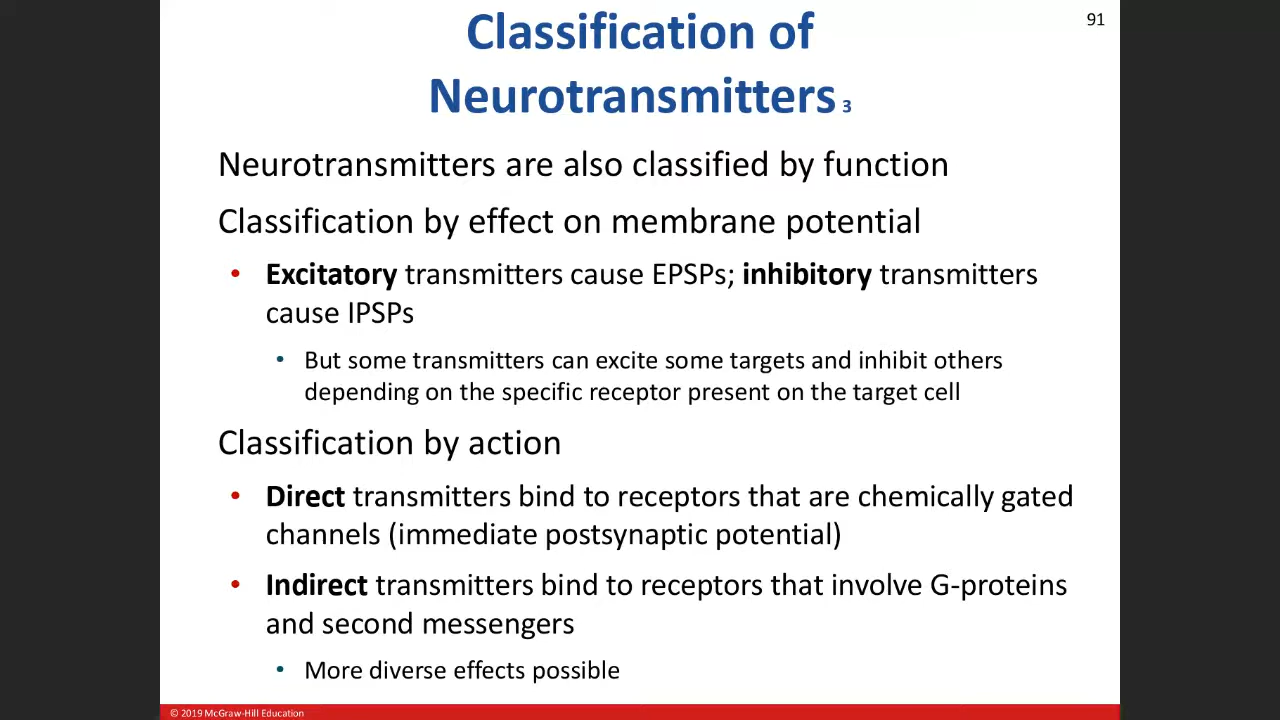 91
Classification of
Neurotransmitters 3
Neurotransmitters are also classified by function
Classification by effect on membrane potential
• Excitatory transmitters cause EPSPs; inhibitory transmitters
cause IPSPs
• But some transmitters can excite some targets and inhibit others
depending on the specific receptor present on the target cell
Classification by action
• Direct transmitters bind to receptors that are chemically gated
channels (immediate postsynaptic potential)
• Indirect transmitters bind to receptors that involve G-proteins
and second messengers
• More diverse effects possible
© 2019 McGraw-Hill Education